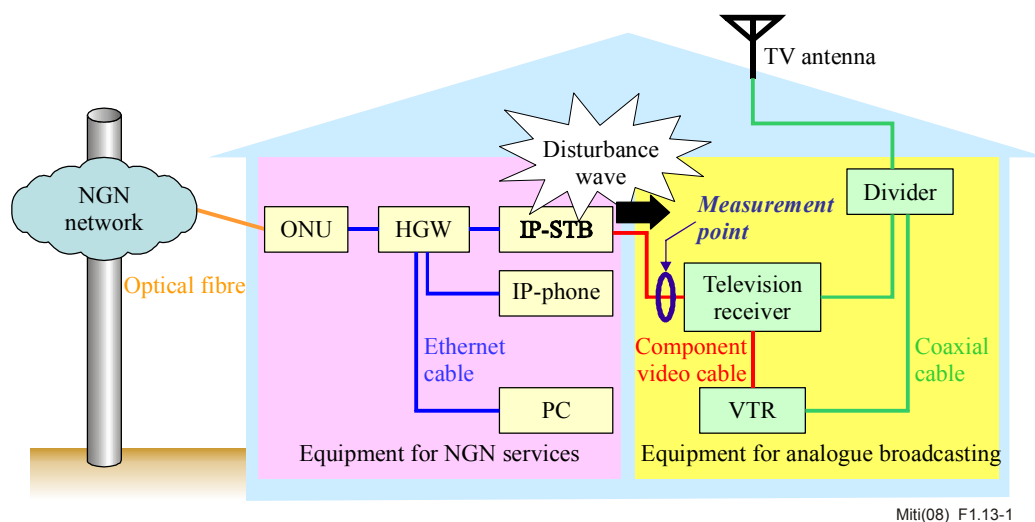 TV antenna
Disturbance
wave
NGN
network
Divider
Measurement
point
ONU
HGW
IP-STB
Optical fibre
IP-phone
Television
receiver
Ethernet
cable
Component
video cable
Coaxial
cable
PC
VTR
Equipment for NGN services
Equipment for analogue broadcasting
Miti(08)_F1.13-1